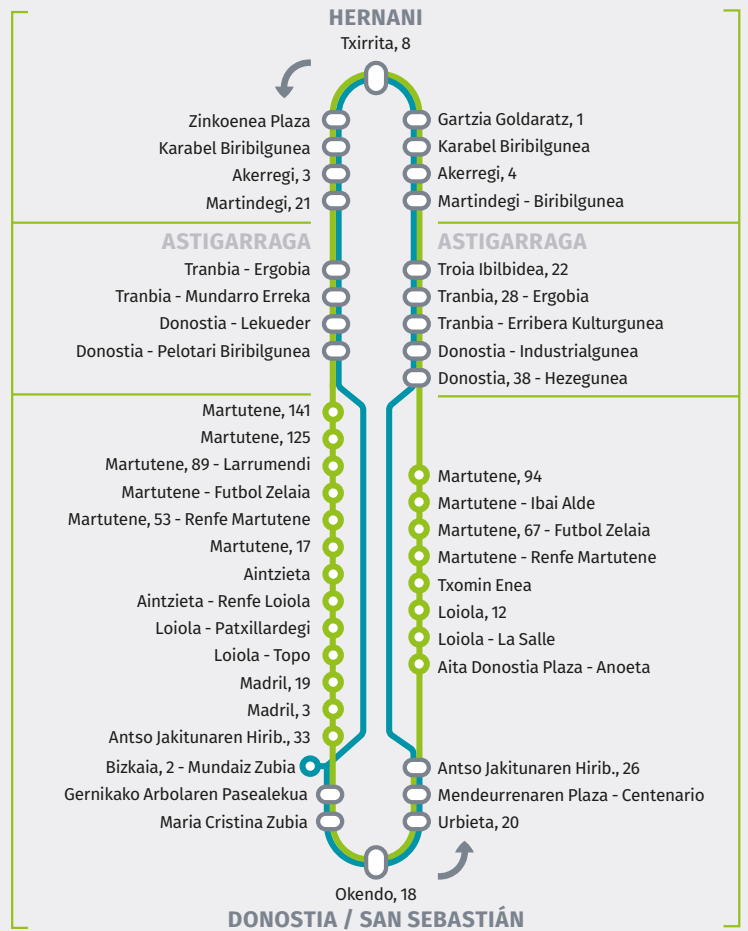 HERNANI
Txirrita, 8
Zinkoenea Plaza
Karabel Biribilgunea
Akerregi, 3
Martindegi, 21
Gartzia Goldaratz, 1
Karabel Biribilgunea
Akerregi, 4
Martindegi - Biribilgunea
ASTIGARRAGA
Tranbia - Ergobia
Tranbia - Mundarro Erreka
Donostia - Lekueder
Donostia - Pelotari Biribilgunea
ASTIGARRAGA
Troia Ibilbidea, 22
Tranbia, 28 - Ergobia
Tranbia - Erribera Kulturgunea
Donostia - Industrialgunea
Donostia, 38 - Hezegunea
Martutene, 141
Martutene, 125
Martutene, 89 - Larrumendi
Martutene - Futbol Zelaia
Martutene, 53 - Renfe Martutene
Martutene, 17
Aintzieta
Aintzieta - Renfe Loiola
Loiola - Patxillardegi
Loiola - Topo
Madril, 19
Madril, 3
Antso Jakitunaren Hirib., 33
Bizkaia, 2 - Mundaiz Zubia
Gernikako Arbolaren Pasealekua
Maria Cristina Zubia
Martutene, 94
Martutene - Ibai Alde
Martutene, 67 - Futbol Zelaia
Martutene - Renfe Martutene
Txomin Enea
Loiola, 12
Loiola - La Salle
Aita Donostia Plaza - Anoeta
Antso Jakitunaren Hirib., 26
Mendeurrenaren Plaza - Centenario
Urbieta, 20
Okendo, 18
DONOSTIA / SAN SEBASTIÁN